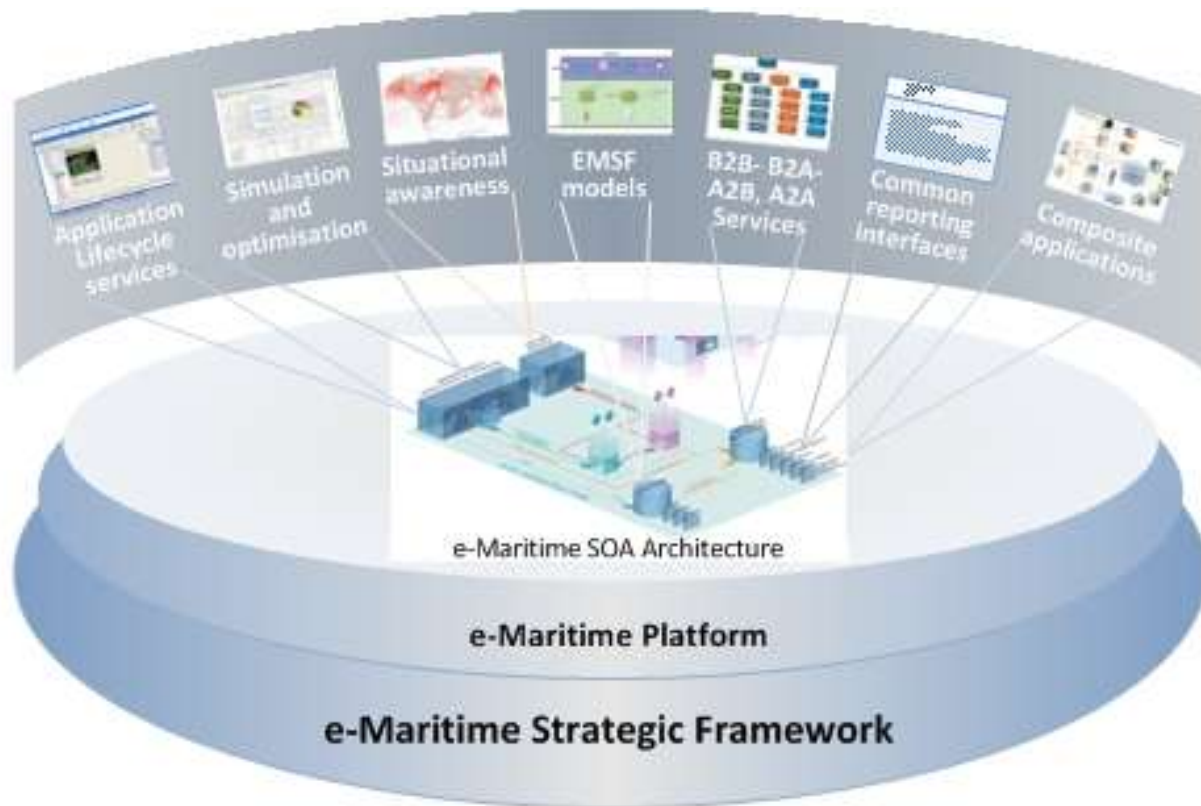 Application
Lifecycle
services
Simulation
and
optimisation
Situational
awareness
EMSF
models
B2B- B2A-
A2B, A2A
Services
Common
reporting
interfaces
Composite
applications
e-Maritime SOA Architecture
e-Maritime Platform
e-Maritime Strategic Framework